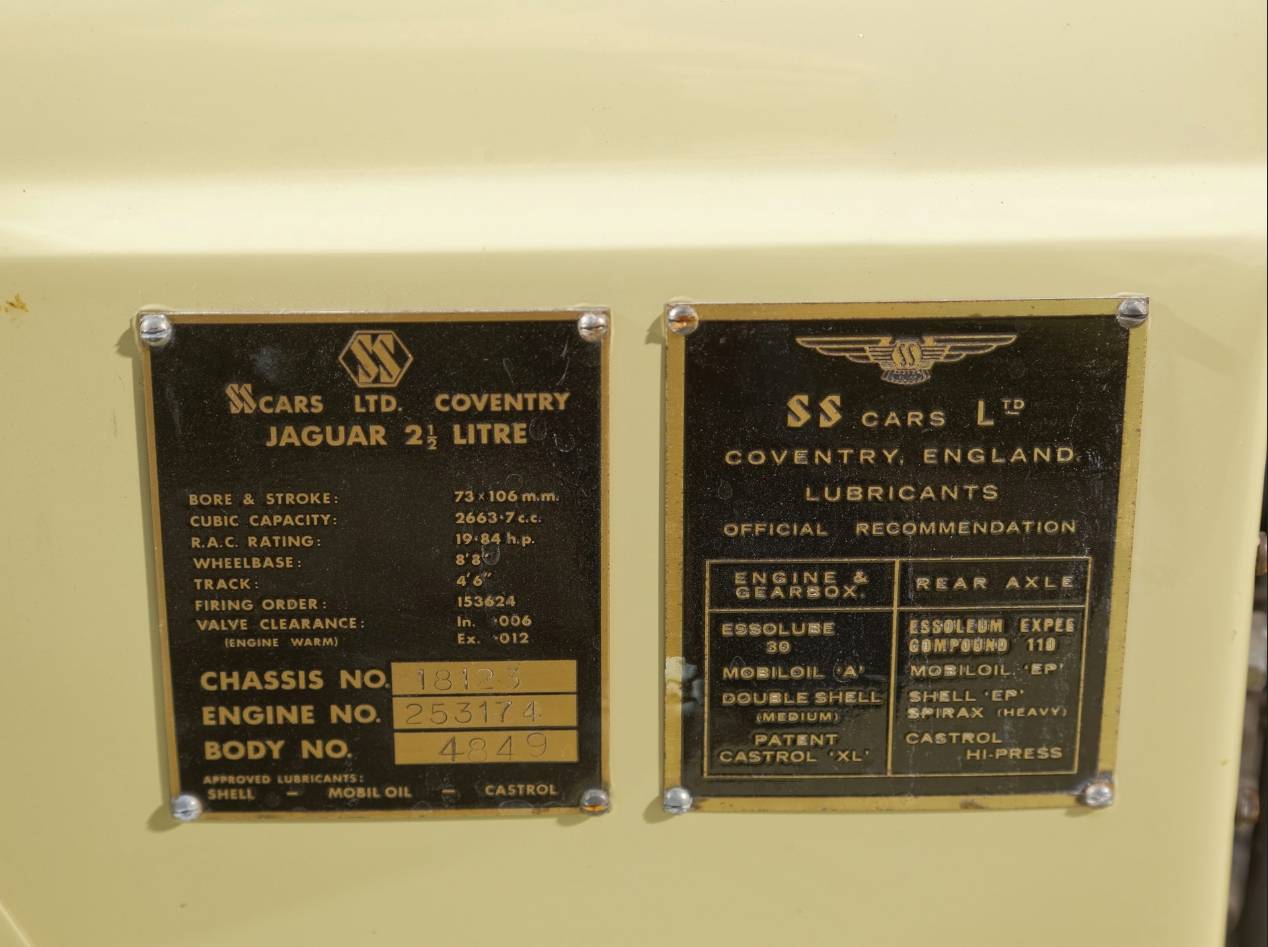 SS
SS CARS LTD. COVENTRY
JAGUAR 2½ LITRE
BORE & STROKE: 73×106 m.m.
CUBIC CAPACITY: 2663·7 c.c.
R.A.C. RATING: 19·84 h.p.
WHEELBASE: 8'8"
TRACK: 4'6"
FIRING ORDER: 153624
VALVE CLEARANCE: In. ·006
(ENGINE WARM) Ex. ·012
CHASSIS NO. 18123
ENGINE NO. 253174
BODY NO. 4849
APPROVED LUBRICANTS:
SHELL – MOBIL OIL – CASTROL
SS
SS CARS LTD
COVENTRY, ENGLAND.
LUBRICANTS
OFFICIAL RECOMMENDATION
ENGINE &
GEARBOX.
REAR AXLE
ESSOLUBE
30
MOBILOIL 'A'
DOUBLE SHELL
(MEDIUM)
PATENT
CASTROL 'XL'
ESSOLEUM EXPEE
COMPOUND 110
MOBILOIL 'EP'
SHELL 'EP'
SPIRAX (HEAVY)
CASTROL
HI-PRESS